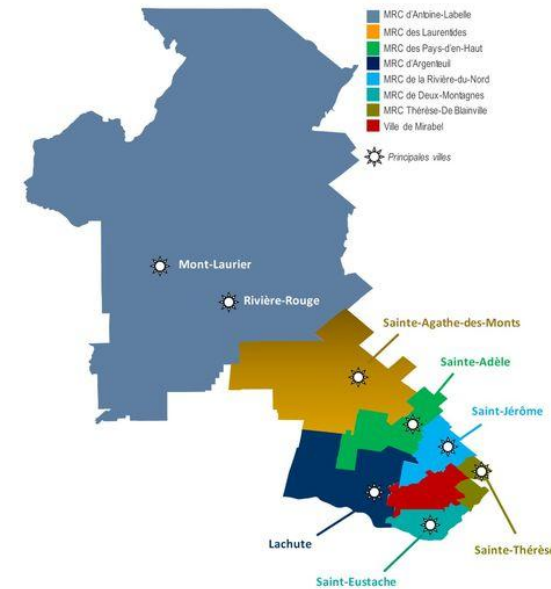 MRC d'Antoine-Labelle
MRC des Laurentides
MRC des Pays-d'en-Haut
MRC d'Argenteuil
MRC de la Rivière-du-Nord
MRC de Deux-Montagnes
MRC Thérèse-De Blainville
Ville de Mirabel
Principales villes
Mont-Laurier
Rivière-Rouge
Sainte-Agathe-des-Monts
Sainte-Adèle
Saint-Jérôme
Lachute
Sainte-Thérèse
Saint-Eustache